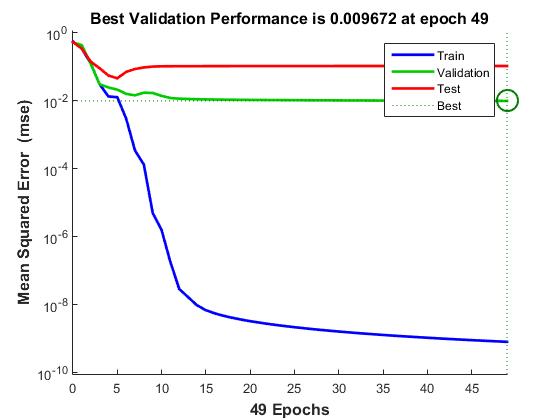 Best Validation Performance is 0.009672 at epoch 49
Mean Squared Error (mse)
10^0
10^-2
10^-4
10^-6
10^-8
10^-10
Train
Validation
Test
Best
0 5 10 15 20 25 30 35 40 45
49 Epochs